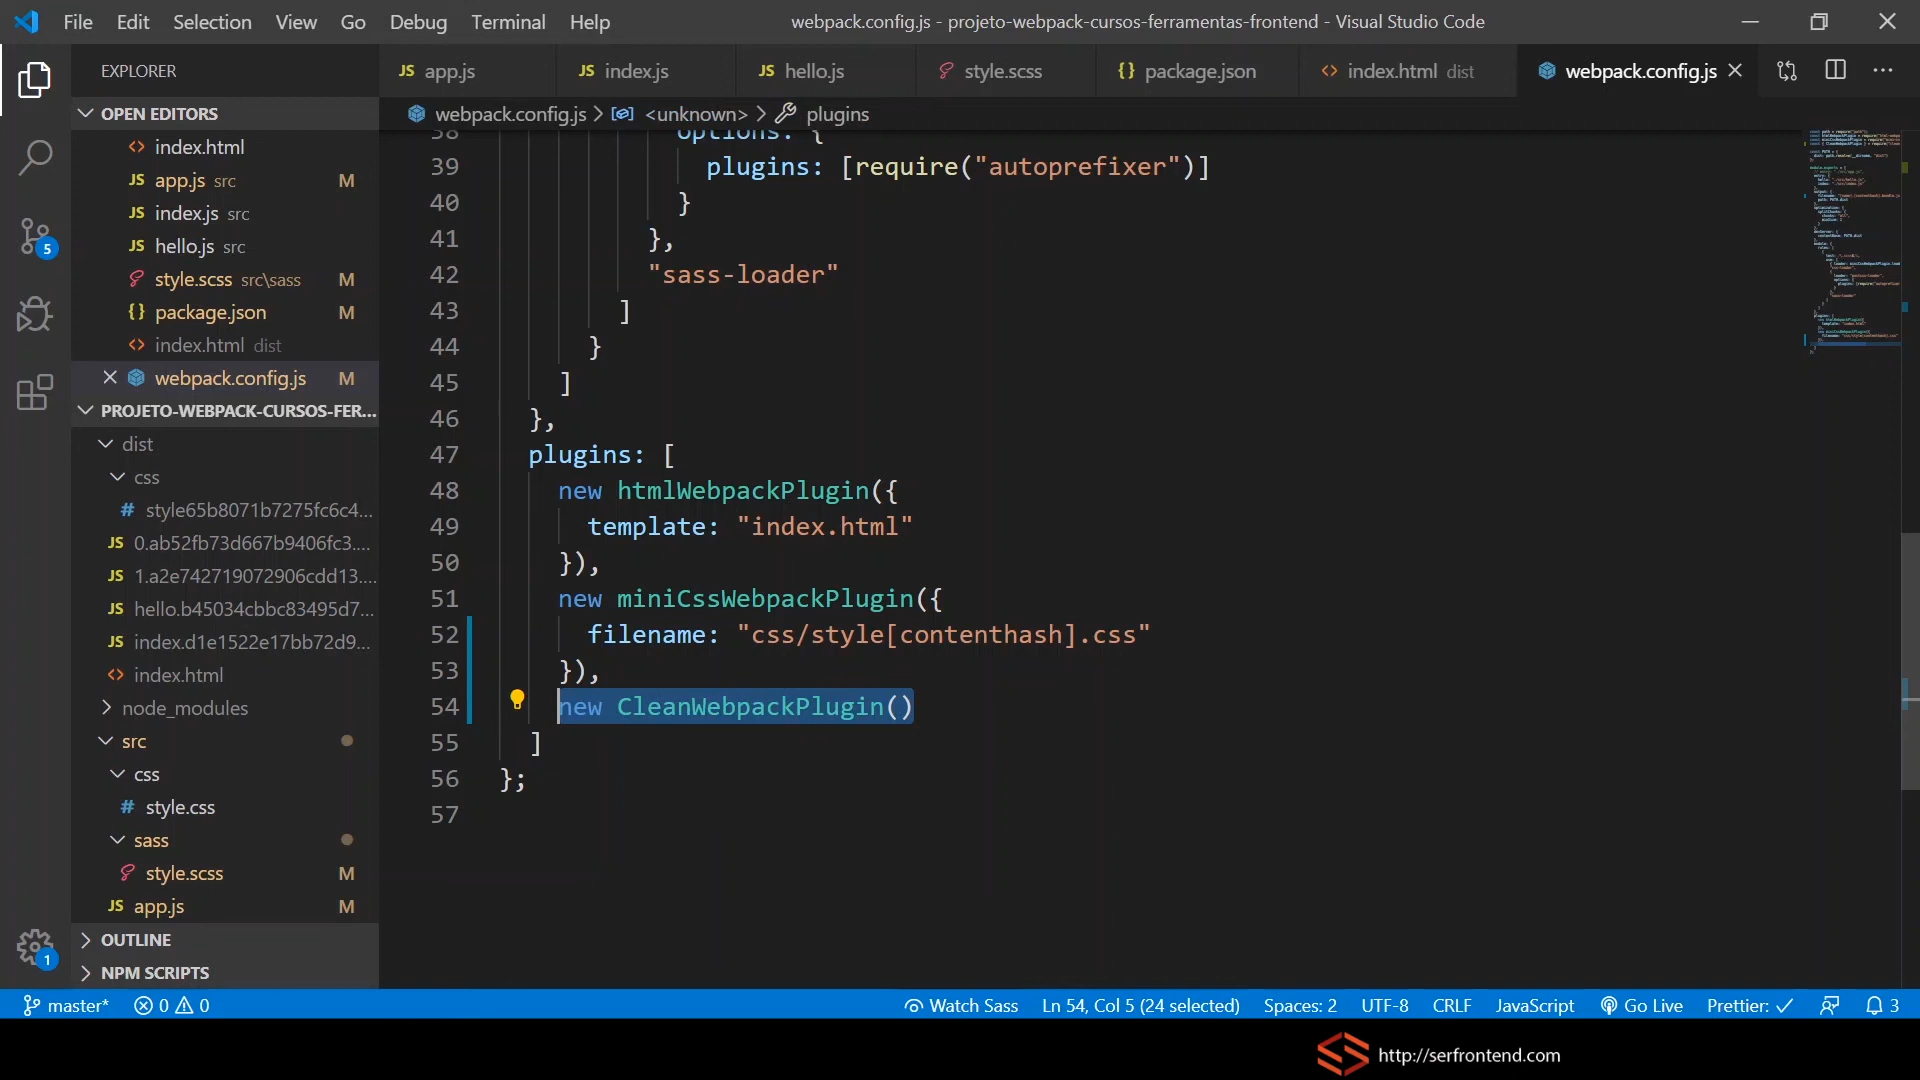 File Edit Selection View Go Debug Terminal Help
webpack.config.js - projeto-webpack-cursos-ferramentas-frontend - Visual Studio Code
EXPLORER
OPEN EDITORS
index.html
JS app.js src M
JS index.js src
JS hello.js src
style.scss src\sass M
{} package.json M
index.html dist
webpack.config.js M
PROJETO-WEBPACK-CURSOS-FER...
dist
css
# style65b8071b7275fc6c4...
JS 0.ab52fb73d667b9406fc3....
JS 1.a2e742719072906cdd13....
JS hello.b45034cbbc83495d7...
JS index.d1e1522e17bb72d9...
<> index.html
node_modules
src
css
# style.css
sass
style.scss M
JS app.js M
OUTLINE
NPM SCRIPTS
5
1
JS app.js
JS index.js
JS hello.js
style.scss
{} package.json
<> index.html dist
webpack.config.js
webpack.config.js > <unknown> > plugins
38 options: {
39 plugins: [require("autoprefixer")]
40 }
41 },
42 "sass-loader"
43 ]
44 }
45 ]
46 },
47 plugins: [
48 new htmlWebpackPlugin({
49 template: "index.html"
50 }),
51 new miniCssWebpackPlugin({
52 filename: "css/style[contenthash].css"
53 }),
54 new CleanWebpackPlugin()
55 ]
56 };
57
master* 0 0
Watch Sass Ln 54, Col 5 (24 selected) Spaces: 2 UTF-8 CRLF JavaScript Go Live Prettier: ✓ 3
http://serfrontend.com